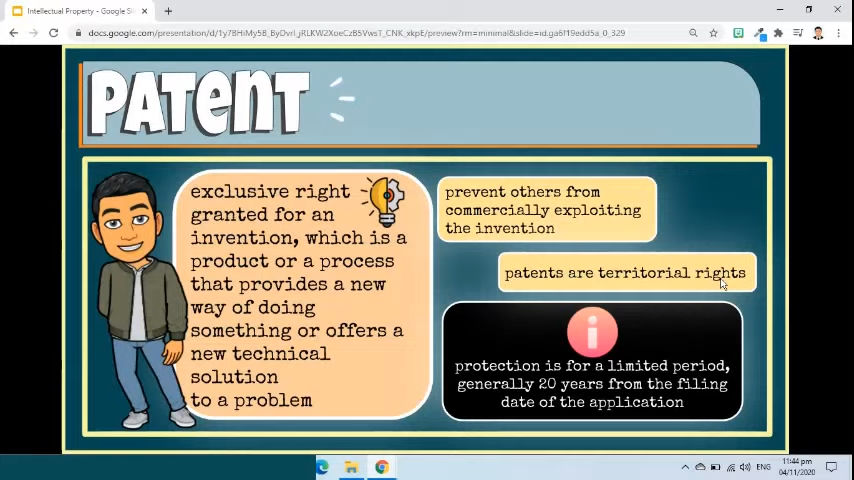 Intellectual Property - Google Sli
docs.google.com/presentation/d/1y7BHiMy5B_ByDvrl_jRLKW2XoeCzB5VwsT_CNK_xkpE/preview?rm=minimal&slide=id.ga6f19edd5a_0_329
PATENT
exclusive right
granted for an
invention, which is a
product or a process
that provides a new
way of doing
something or offers a
new technical
solution
to a problem
prevent others from
commercially exploiting
the invention
patents are territorial rights
i
protection is for a limited period,
generally 20 years from the filing
date of the application
ENG
11:44 pm
04/11/2020